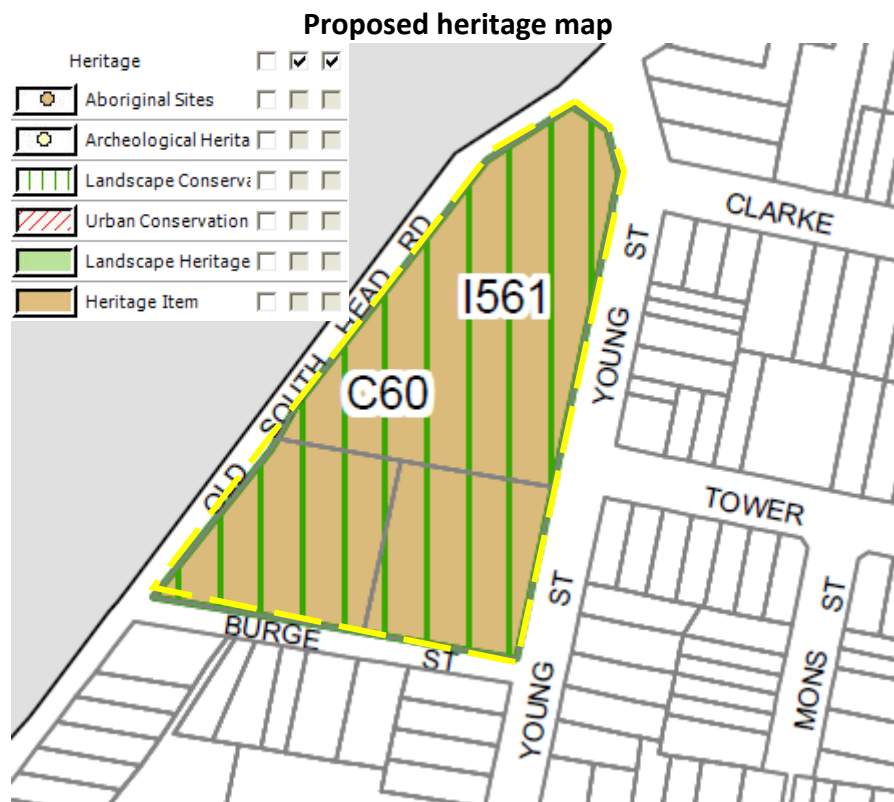 Proposed heritage map
Heritage
Aboriginal Sites
Archeological Herita
Landscape Conserva
Urban Conservation
Landscape Heritage
Heritage Item
CLARKE
YOUNG ST
I561
OLD SOUTH HEAD RD
C60
TOWER
BURGE ST
YOUNG ST
MONS ST